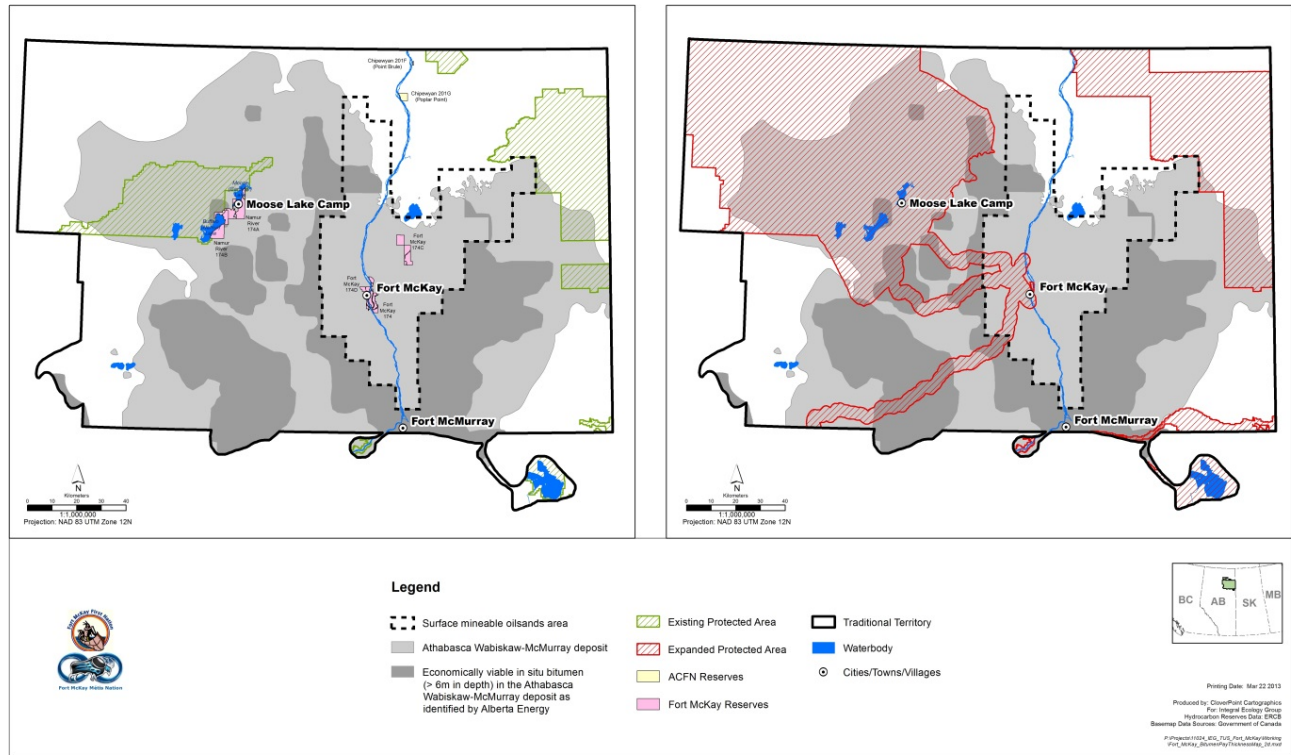 Chipewyan 201F
(Point Brule)
Chipewyan 201G
(Poplar Point)
Moose Lake Camp
Namur
River
174A
Namur
River
174B
Fort
McKay
174C
Fort
McKay
174D
Fort McKay
Fort
McKay
174
Fort McMurray
N
Kilometers
0 10 20 30 40
1:1,000,000
Projection: NAD 83 UTM Zone 12N
Moose Lake Camp
Fort McKay
Fort McMurray
N
Kilometers
0 10 20 30 40
1:1,000,000
Projection: NAD 83 UTM Zone 12N
Fort McKay First Nation
Fort McKay Métis Nation
Legend
Surface mineable oilsands area
Athabasca Wabiskaw-McMurray deposit
Economically viable in situ bitumen
(> 6m in depth) in the Athabasca
Wabiskaw-McMurray deposit as
identified by Alberta Energy
Existing Protected Area
Expanded Protected Area
ACFN Reserves
Fort McKay Reserves
Traditional Territory
Waterbody
Cities/Towns/Villages
BC
AB
SK
MB
Printing Date: Mar 22 2013
Produced by: CloverPoint Cartographics
For: Integral Ecology Group
Hydrocarbon Reserves Data: ERCB
Basemap Data Sources: Government of Canada